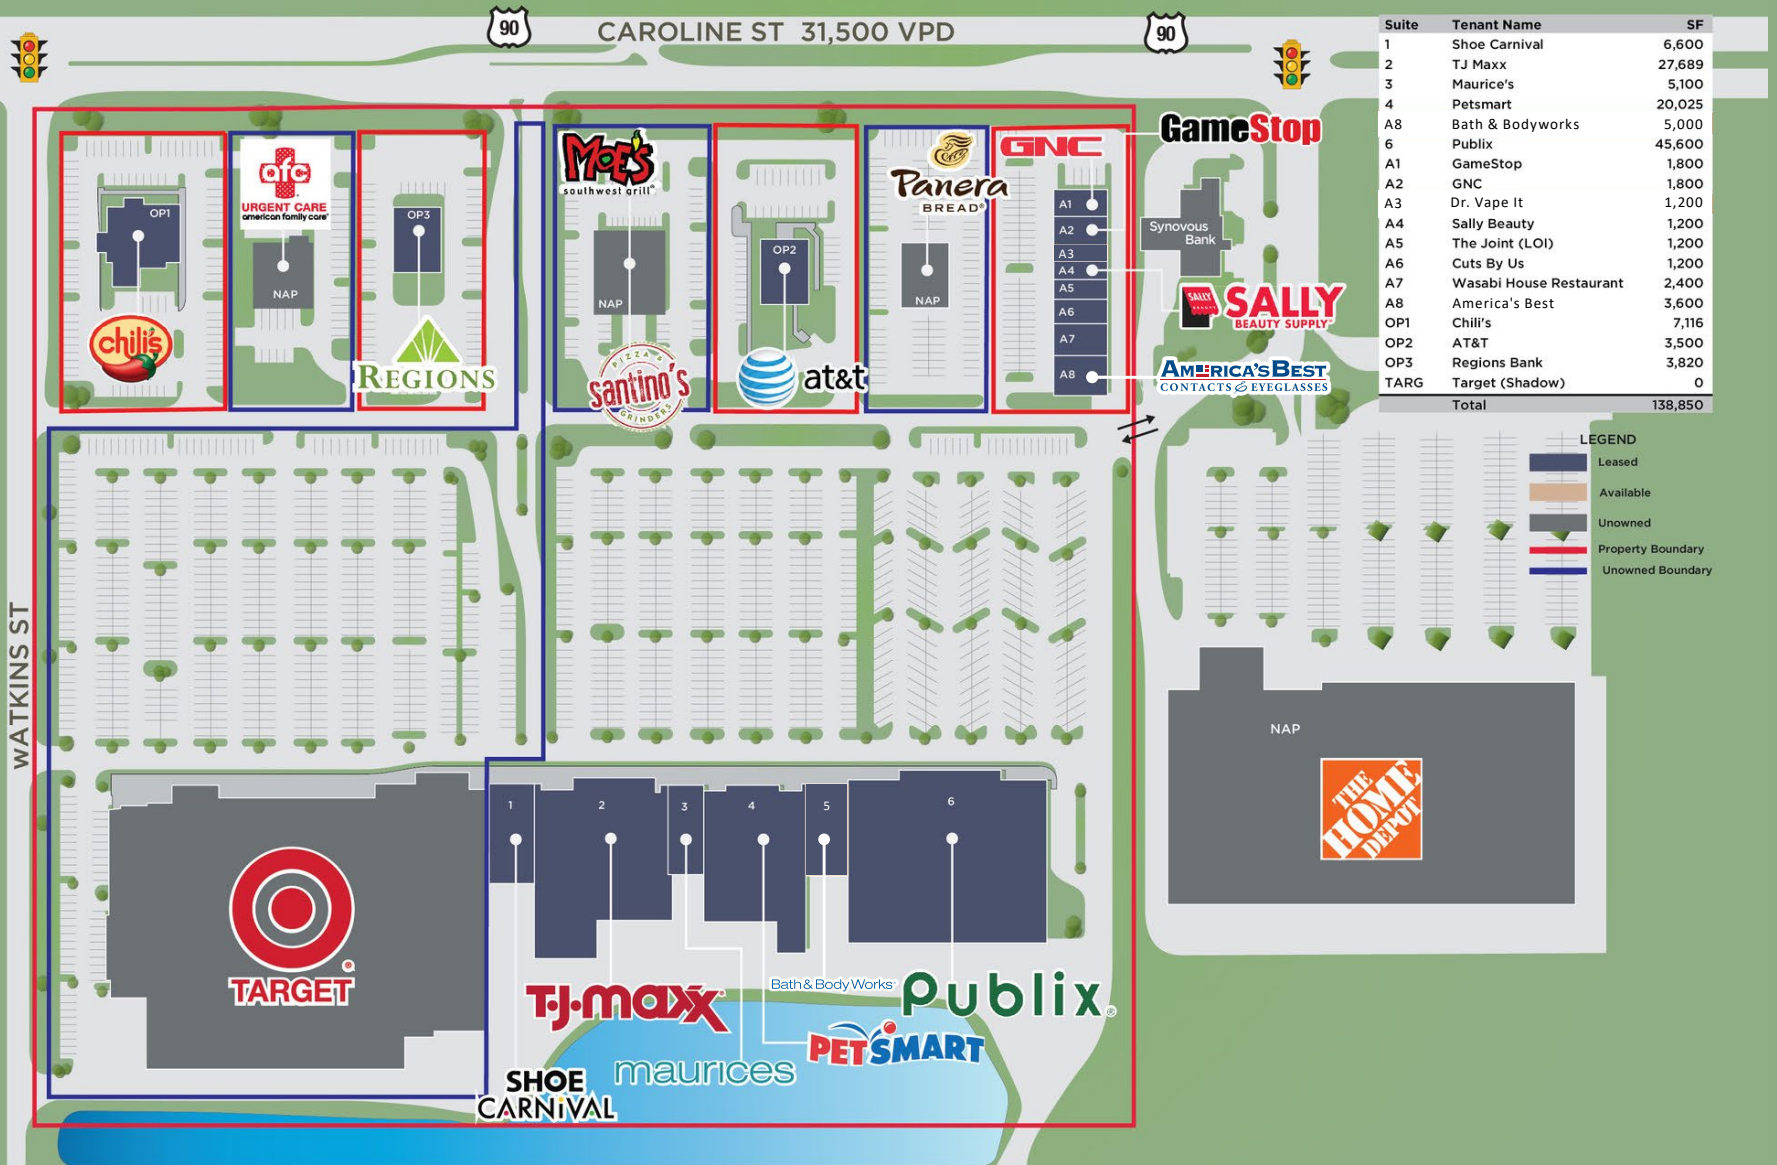 90
CAROLINE ST 31,500 VPD
90
Suite Tenant Name SF
1 Shoe Carnival 6,600
2 TJ Maxx 27,689
3 Maurice's 5,100
4 Petsmart 20,025
A8 Bath & Bodyworks 5,000
6 Publix 45,600
A1 GameStop 1,800
A2 GNC 1,800
A3 Dr. Vape It 1,200
A4 Sally Beauty 1,200
A5 The Joint (LOI) 1,200
A6 Cuts By Us 1,200
A7 Wasabi House Restaurant 2,400
A8 America's Best 3,600
OP1 Chili's 7,116
OP2 AT&T 3,500
OP3 Regions Bank 3,820
TARG Target (Shadow) 0
Total 138,850
LEGEND
Leased
Available
Unowned
Property Boundary
Unowned Boundary
OP1
chili's
afc
URGENT CARE
american family care®
NAP
OP3
REGIONS
MOE'S
southwest grill®
NAP
PIZZA &
santino's
GRINDERS
OP2
at&t
Panera
BREAD®
NAP
GNC
GameStop
A1
A2
A3
A4
A5
A6
A7
A8
Synovous
Bank
SALLY
BEAUTY
SALLY
BEAUTY SUPPLY
AMERICA'S BEST
CONTACTS & EYEGLASSES
WATKINS ST
1
2
3
4
5
6
NAP
THE
HOME
DEPOT
TARGET
®
T·J·maxx
Bath & Body Works
Publix®
PETSMART
maurices
SHOE
CARNIVAL